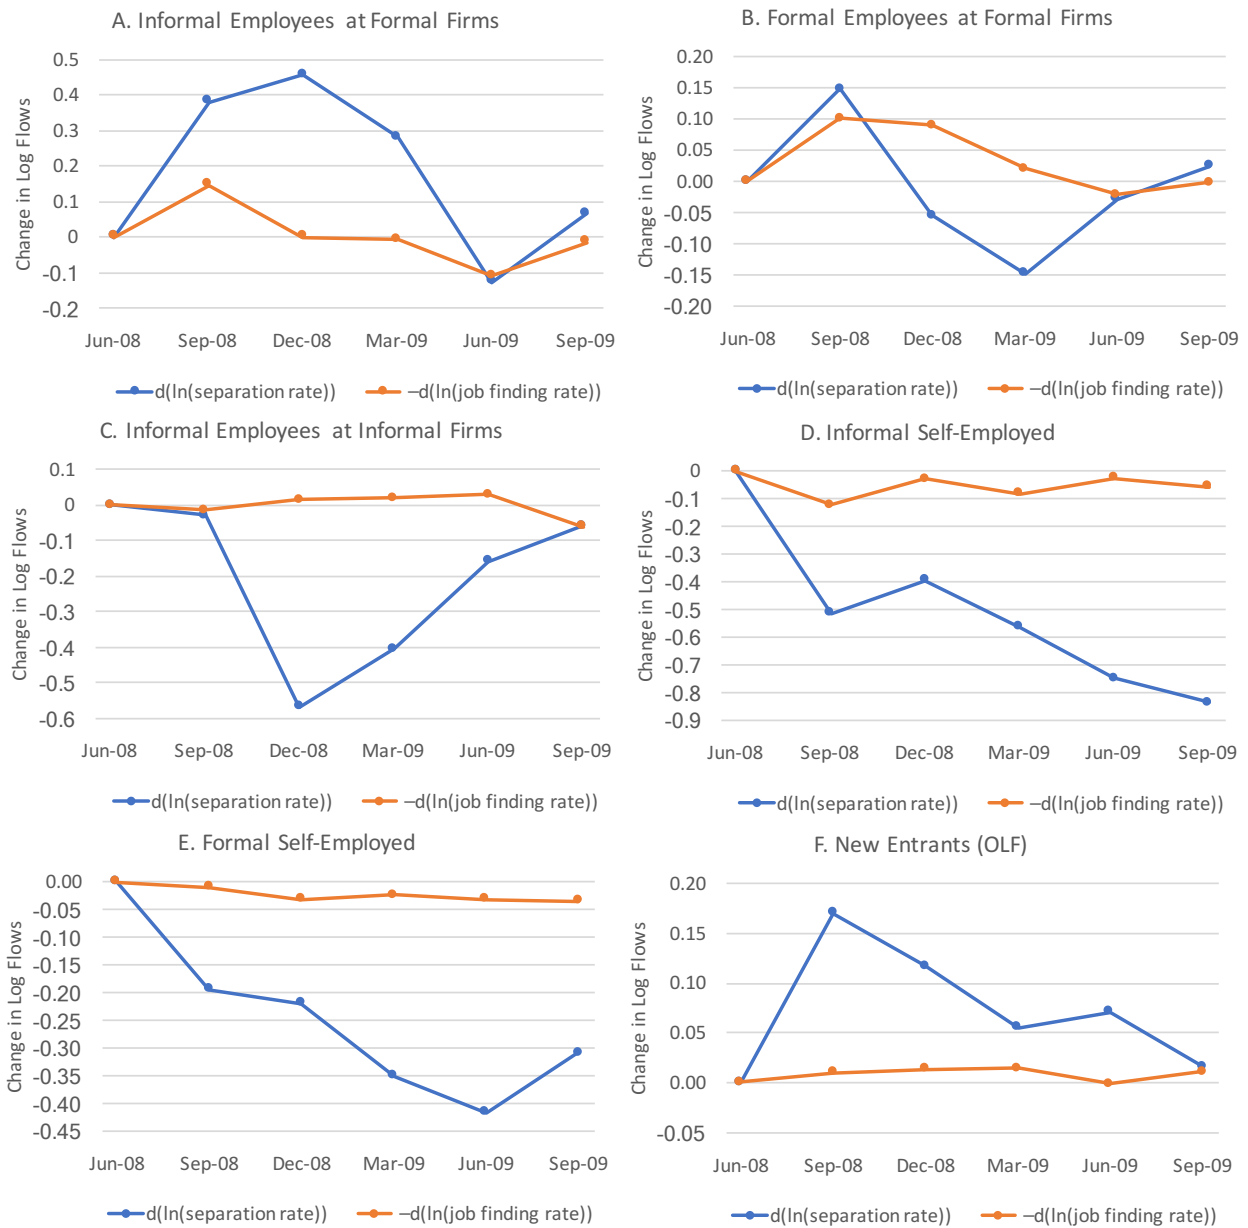 A. Informal Employees at Formal Firms
Change in Log Flows
0.5
0.4
0.3
0.2
0.1
0
-0.1
-0.2
Jun-08 Sep-08 Dec-08 Mar-09 Jun-09 Sep-09
d(ln(separation rate)) –d(ln(job finding rate))
B. Formal Employees at Formal Firms
Change in Log Flows
0.20
0.15
0.10
0.05
0.00
-0.05
-0.10
-0.15
-0.20
Jun-08 Sep-08 Dec-08 Mar-09 Jun-09 Sep-09
d(ln(separation rate)) –d(ln(job finding rate))
C. Informal Employees at Informal Firms
Change in Log Flows
0.1
0
-0.1
-0.2
-0.3
-0.4
-0.5
-0.6
Jun-08 Sep-08 Dec-08 Mar-09 Jun-09 Sep-09
d(ln(separation rate)) –d(ln(job finding rate))
D. Informal Self-Employed
Change in Log Flows
0
-0.1
-0.2
-0.3
-0.4
-0.5
-0.6
-0.7
-0.8
-0.9
Jun-08 Sep-08 Dec-08 Mar-09 Jun-09 Sep-09
d(ln(separation rate)) –d(ln(job finding rate))
E. Formal Self-Employed
Change in Log Flows
0.00
-0.05
-0.10
-0.15
-0.20
-0.25
-0.30
-0.35
-0.40
-0.45
Jun-08 Sep-08 Dec-08 Mar-09 Jun-09 Sep-09
d(ln(separation rate)) –d(ln(job finding rate))
F. New Entrants (OLF)
Change in Log Flows
0.20
0.15
0.10
0.05
0.00
-0.05
Jun-08 Sep-08 Dec-08 Mar-09 Jun-09 Sep-09
d(ln(separation rate)) –d(ln(job finding rate))